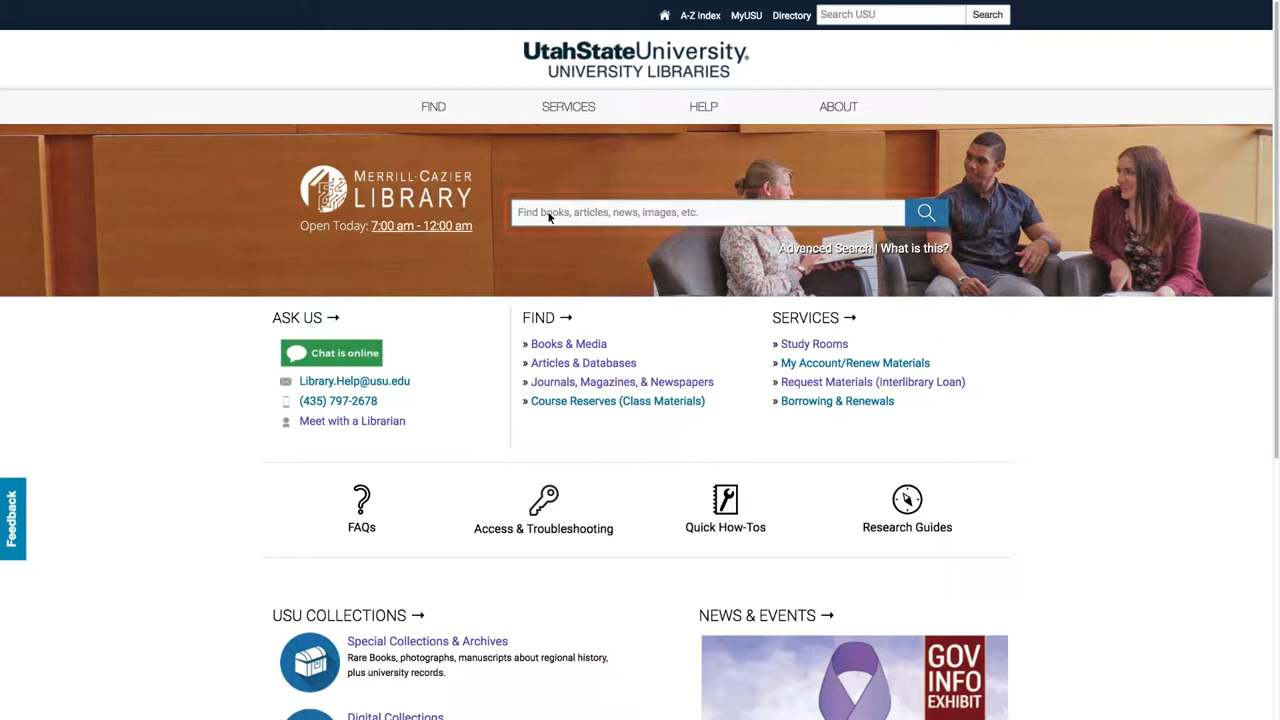 A-Z Index MyUSU Directory Search USU Search
UtahStateUniversity
UNIVERSITY LIBRARIES
FIND SERVICES HELP ABOUT
MERRILL-CAZIER
LIBRARY
Open Today: 7:00 am - 12:00 am
Find books, articles, news, images, etc.
Advanced Search | What is this?
ASK US →
Chat is online
Library.Help@usu.edu
(435) 797-2678
Meet with a Librarian
FIND →
» Books & Media
» Articles & Databases
» Journals, Magazines, & Newspapers
» Course Reserves (Class Materials)
SERVICES →
» Study Rooms
» My Account/Renew Materials
» Request Materials (Interlibrary Loan)
» Borrowing & Renewals
Feedback
FAQs
Access & Troubleshooting
Quick How-Tos
Research Guides
USU COLLECTIONS →
Special Collections & Archives
Rare Books, photographs, manuscripts about regional history,
plus university records.
Digital Collections
NEWS & EVENTS →
GOV
INFO
EXHIBIT